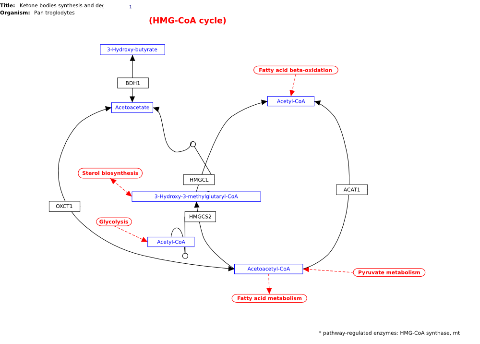 Title: Ketone bodies synthesis and der
1
Organism: Pan troglodytes
(HMG-CoA cycle)
3-Hydroxy-butyrate
Fatty acid beta-oxidation
BDH1
Acetoacetate
Acetyl-CoA
Sterol biosynthesis
HMGCL
ACAT1
3-Hydroxy-3-methylglutaryl-CoA
OXCT1
HMGCS2
Glycolysis
Acetyl-CoA
Acetoacetyl-CoA
Pyruvate metabolism
Fatty acid metabolism
* pathway-regulated enzymes: HMG-CoA synthase, mt